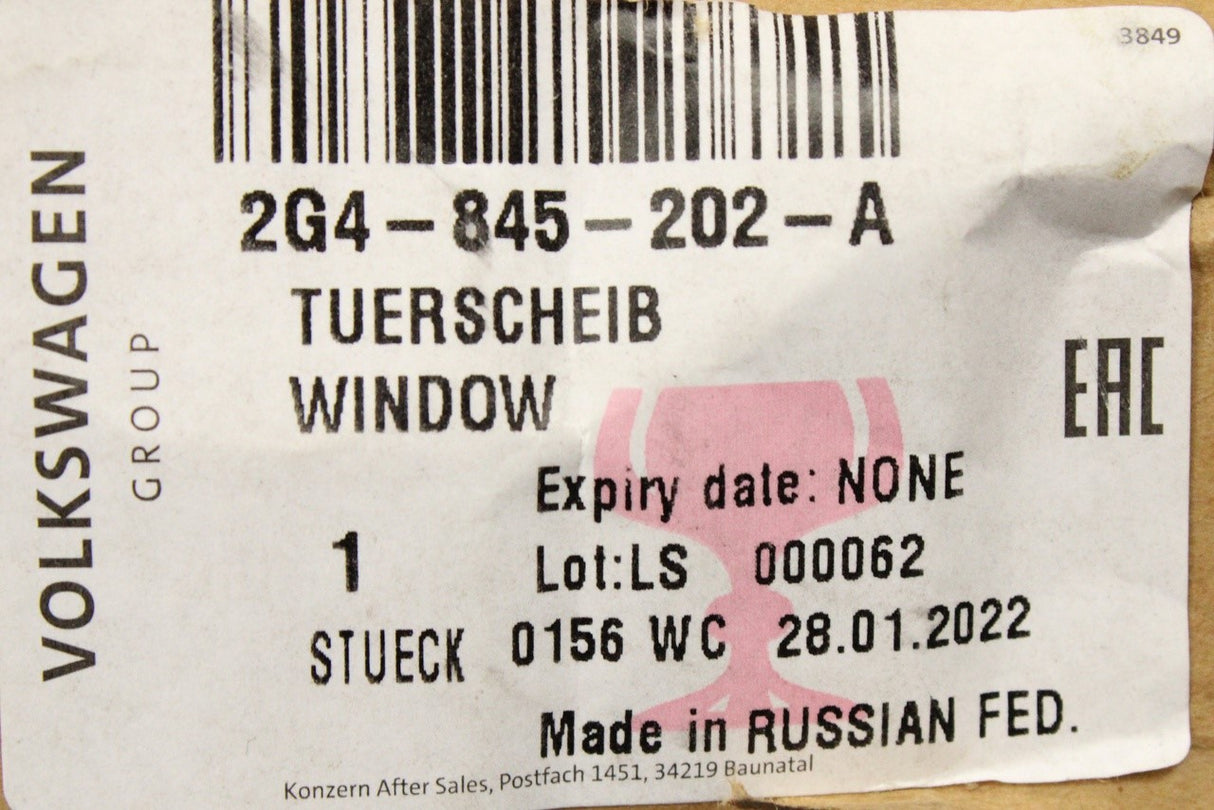 3849
2G4-845-202-A
TUERSCHEIB
WINDOW
EAC
Expiry date: NONE
1
Lot:LS 000062
STUECK
0156 WC 28.01.2022
Made in RUSSIAN FED.
Konzern After Sales, Postfach 1451, 34219 Baunatal
VOLKSWAGEN
GROUP